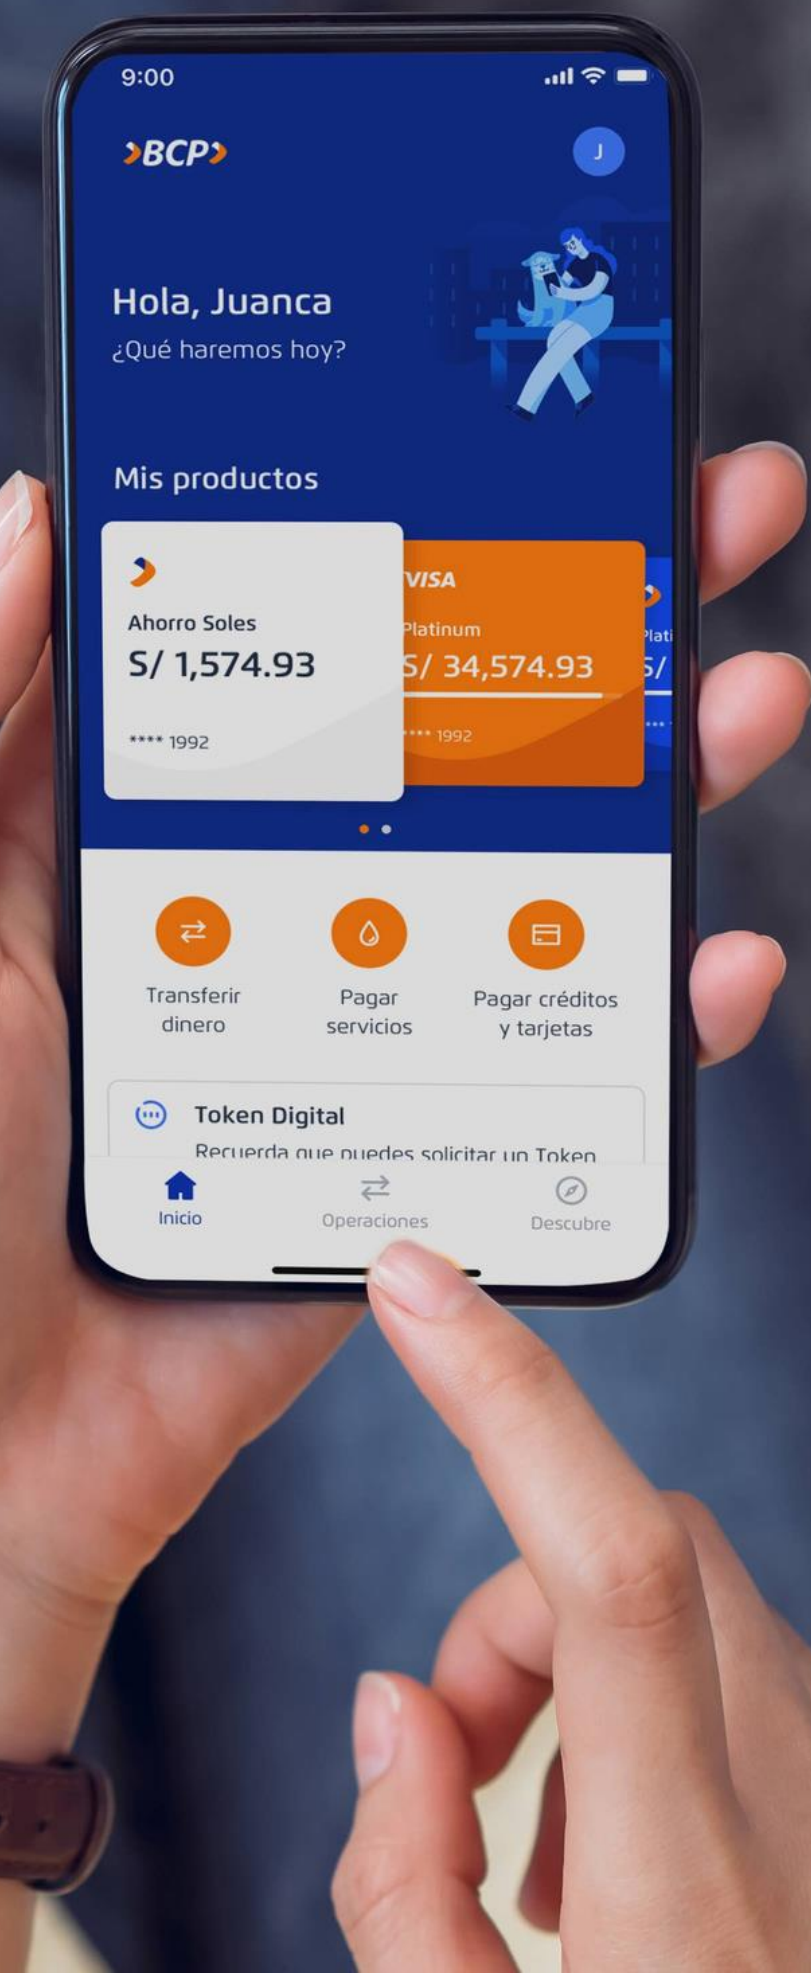 9:00
BCP
J
Hola, Juanca
¿Qué haremos hoy?
Mis productos
Ahorro Soles
S/ 1,574.93
**** 1992
VISA
Platinum
S/ 34,574.93
**** 1992
S/
Transferir
dinero
Pagar
servicios
Pagar créditos
y tarjetas
Token Digital
Recuerda que puedes solicitar un Token
Inicio
Operaciones
Descubre